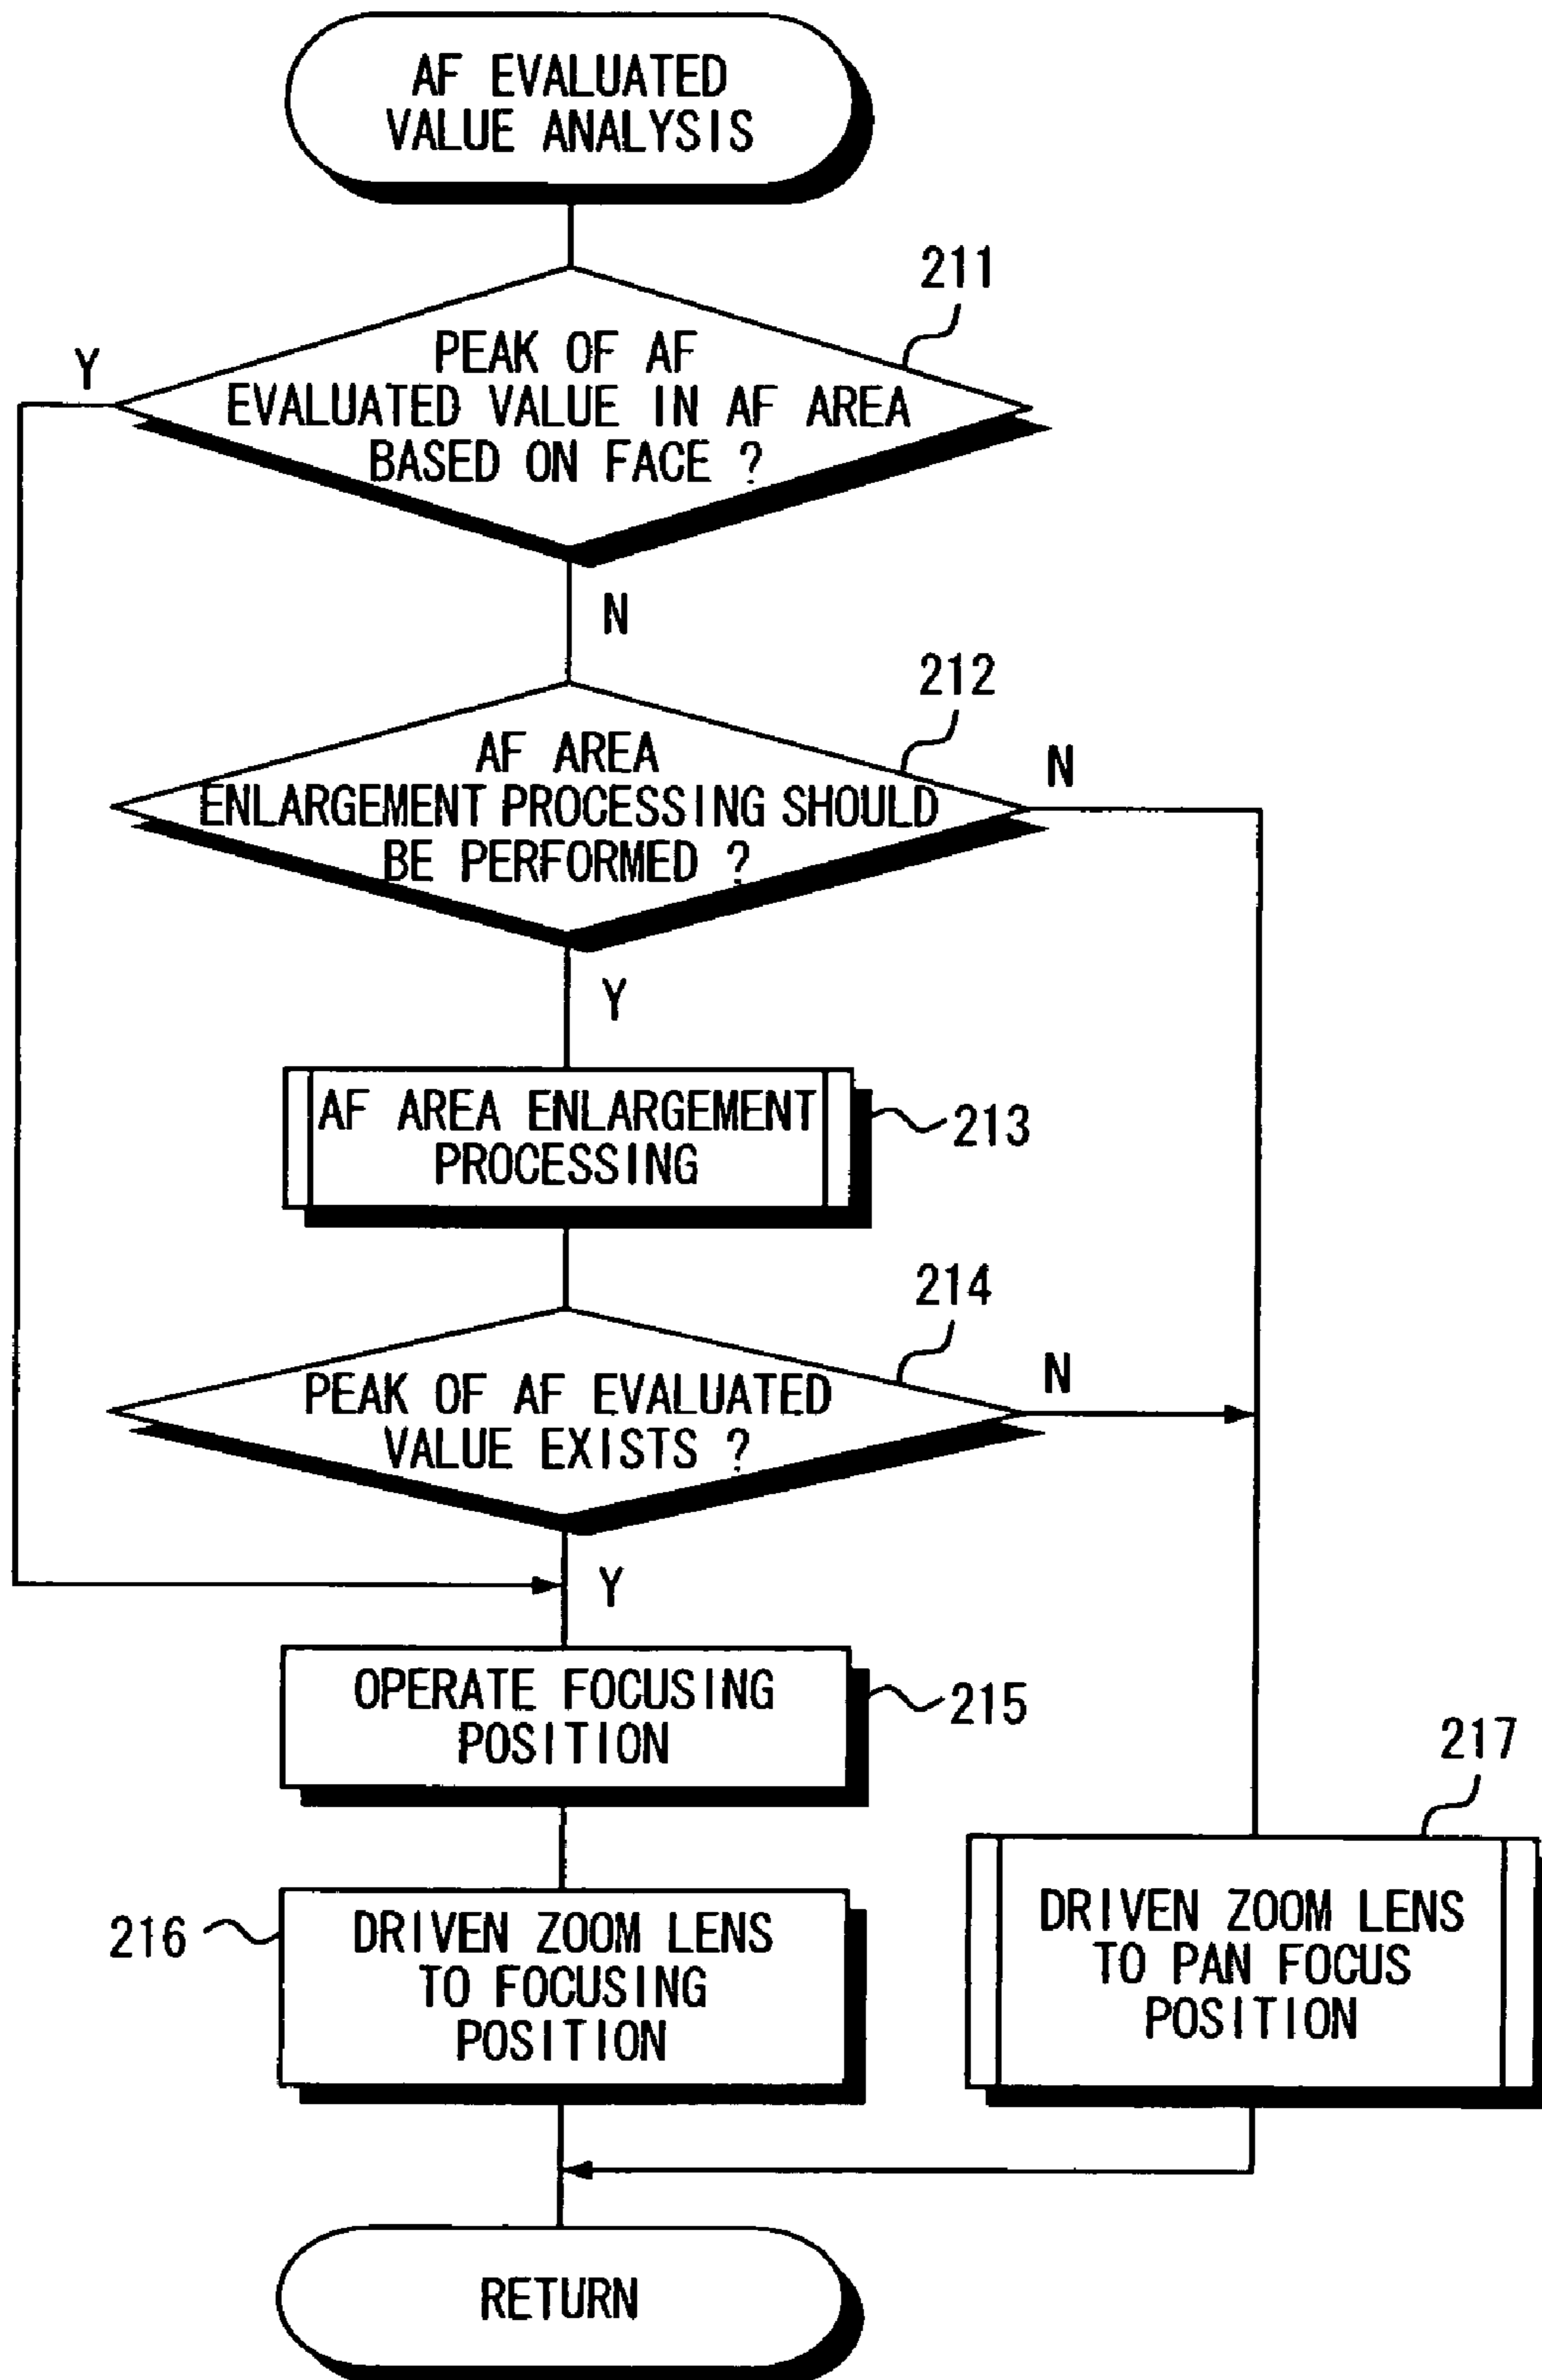 AF EVALUATED
VALUE ANALYSIS
211
Y
PEAK OF AF
EVALUATED VALUE IN AF AREA
BASED ON FACE ?
N
212
AF AREA
ENLARGEMENT PROCESSING SHOULD
BE PERFORMED ?
N
Y
AF AREA ENLARGEMENT
PROCESSING
213
214
PEAK OF AF EVALUATED
VALUE EXISTS ?
N
Y
OPERATE FOCUSING
POSITION
215
217
216
DRIVEN ZOOM LENS
TO FOCUSING
POSITION
DRIVEN ZOOM LENS
TO PAN FOCUS
POSITION
RETURN